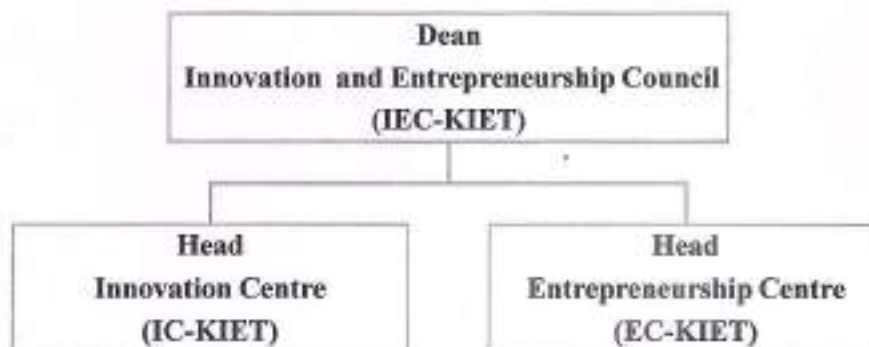 Dean
Innovation and Entrepreneurship Council
(IEC-KIET)
Head
Innovation Centre
(IC-KIET)
Head
Entrepreneurship Centre
(EC-KIET)